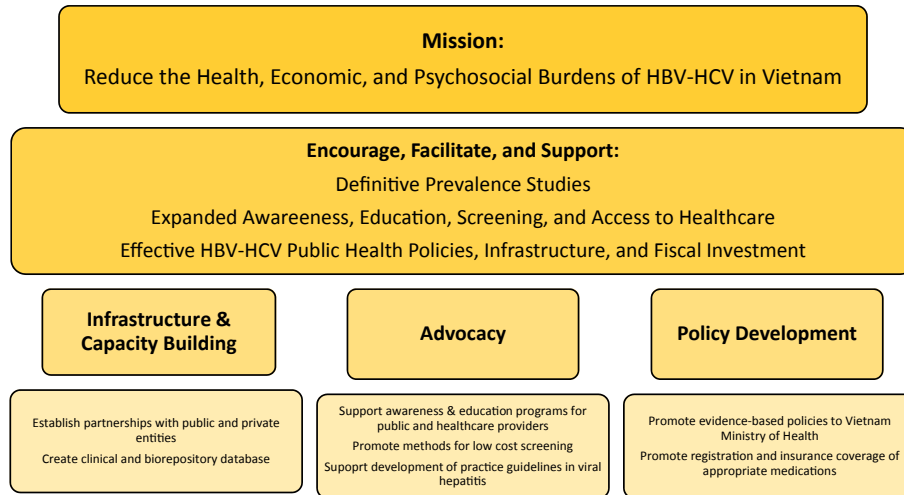 Mission:
Reduce the Health, Economic, and Psychosocial Burdens of HBV-HCV in Vietnam
Encourage, Facilitate, and Support:
Definitive Prevalence Studies
Expanded Awareeness, Education, Screening, and Access to Healthcare
Effective HBV-HCV Public Health Policies, Infrastructure, and Fiscal Investment
Infrastructure &
Capacity Building
Establish partnerships with public and private
entities
Create clinical and biorepository database
Advocacy
Support awareness & education programs for
public and healthcare providers
Promote methods for low cost screening
Supoprt development of practice guidelines in viral
hepatitis
Policy Development
Promote evidence-based policies to Vietnam
Ministry of Health
Promote registration and insurance coverage of
appropriate medications